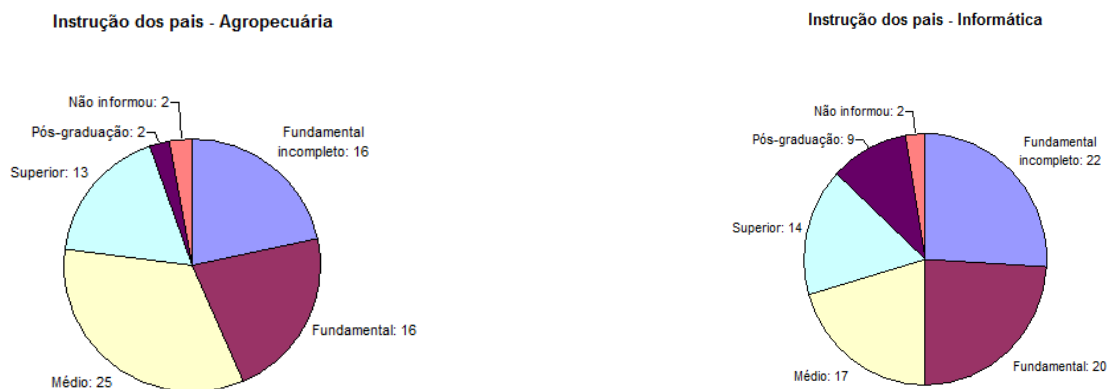 Instrução dos pais - Agropecuária
Não informou: 2
Pós-graduação: 2
Superior: 13
Fundamental
incompleto: 16
Fundamental: 16
Médio: 25
Instrução dos pais - Informática
Não informou: 2
Pós-graduação: 9
Superior: 14
Fundamental
incompleto: 22
Fundamental: 20
Médio: 17